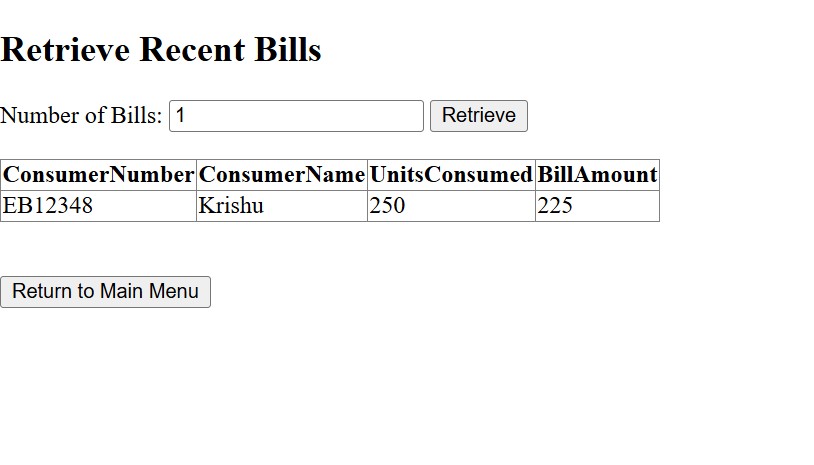 Retrieve Recent Bills
Number of Bills: 1 Retrieve
ConsumerNumber ConsumerName UnitsConsumed BillAmount
EB12348 Krishu 250 225
Return to Main Menu